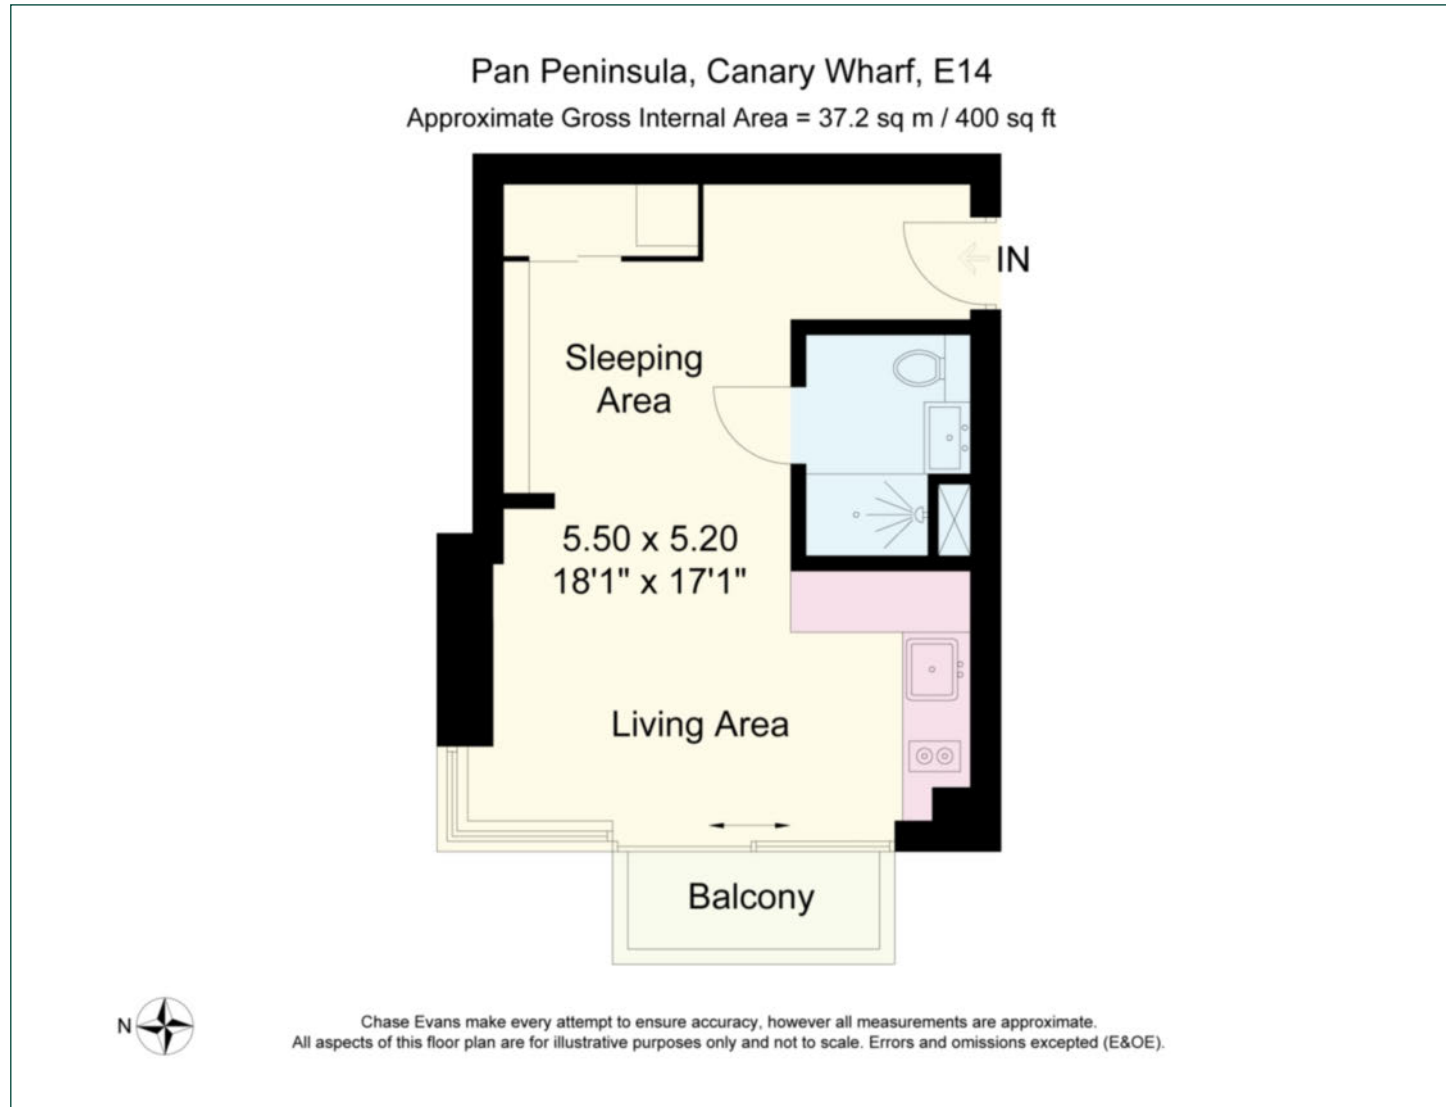 Pan Peninsula, Canary Wharf, E14
Approximate Gross Internal Area = 37.2 sq m / 400 sq ft
IN
Sleeping
Area
5.50 x 5.20
18'1" x 17'1"
Living Area
Balcony
N
Chase Evans make every attempt to ensure accuracy, however all measurements are approximate.
All aspects of this floor plan are for illustrative purposes only and not to scale. Errors and omissions excepted (E&OE).